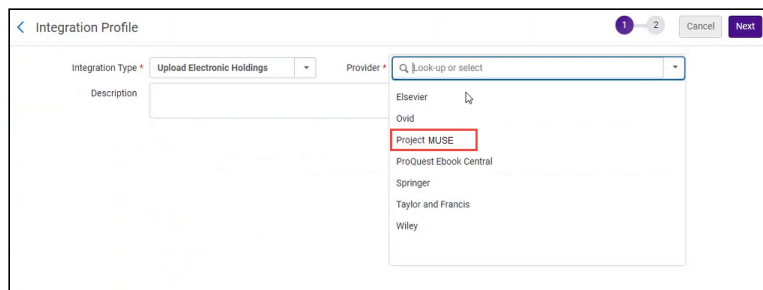 Integration Profile
1 2 Cancel Next
Integration Type * Upload Electronic Holdings Provider * Look-up or select
Description
Elsevier
Ovid
Project MUSE
ProQuest Ebook Central
Springer
Taylor and Francis
Wiley